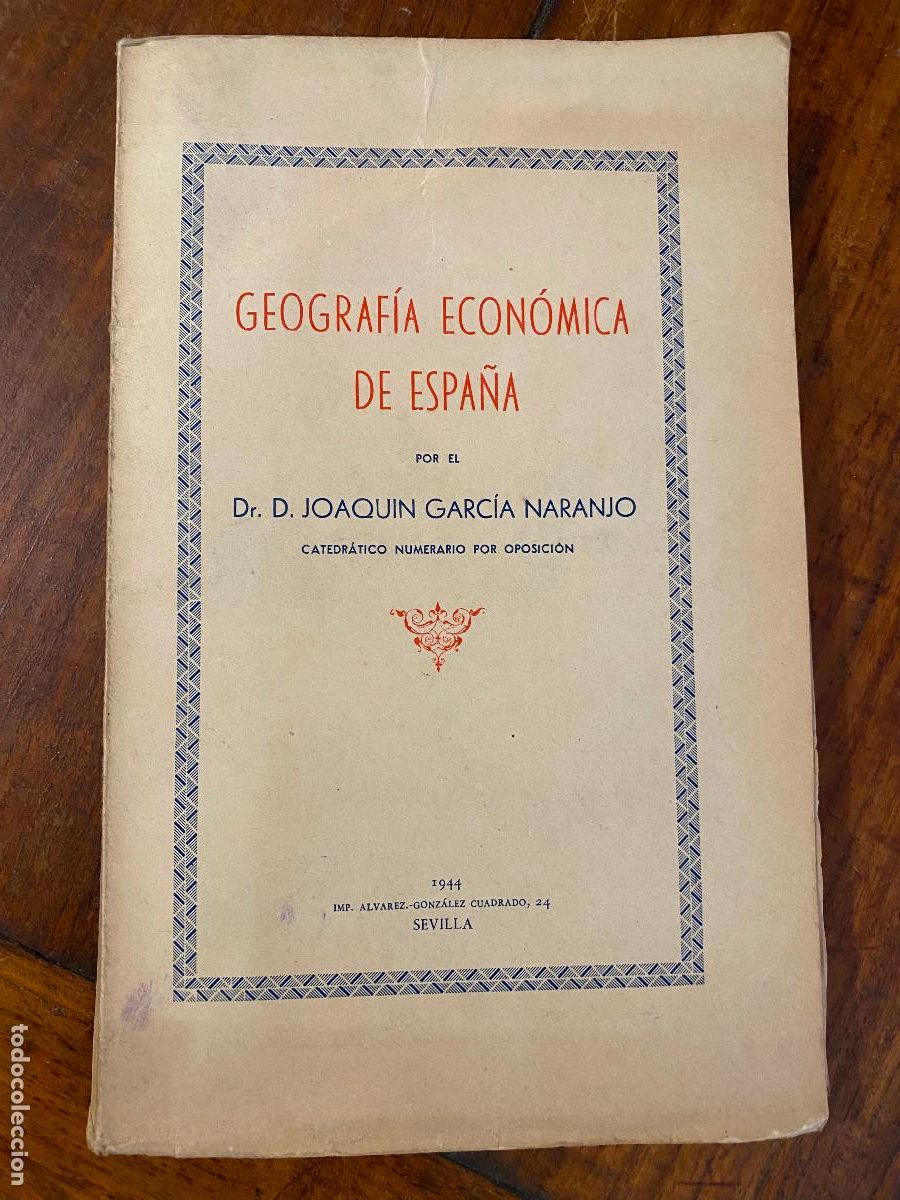 GEOGRAFÍA ECONÓMICA
DE ESPAÑA
POR EL
Dr. D. JOAQUIN GARCÍA NARANJO
CATEDRÁTICO NUMERARIO POR OPOSICIÓN
1944
IMP. ALVAREZ.-GONZÁLEZ CUADRADO, 24
SEVILLA
todocoleccion